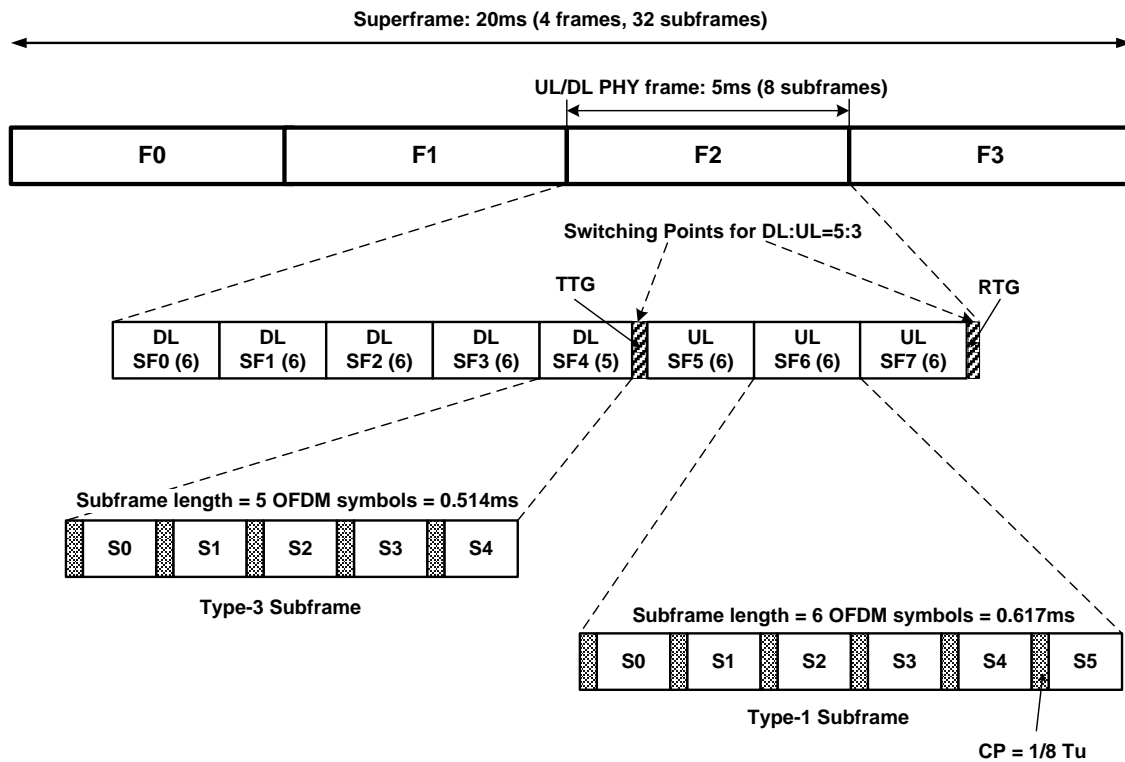 Superframe: 20ms (4 frames, 32 subframes)
UL/DL PHY frame: 5ms (8 subframes)
F0
F1
F2
F3
Switching Points for DL:UL=5:3
TTG
RTG
DL
SF0 (6)
DL
SF1 (6)
DL
SF2 (6)
DL
SF3 (6)
DL
SF4 (5)
UL
SF5 (6)
UL
SF6 (6)
UL
SF7 (6)
Subframe length = 5 OFDM symbols = 0.514ms
S0
S1
S2
S3
S4
Type-3 Subframe
Subframe length = 6 OFDM symbols = 0.617ms
S0
S1
S2
S3
S4
S5
Type-1 Subframe
CP = 1/8 Tu